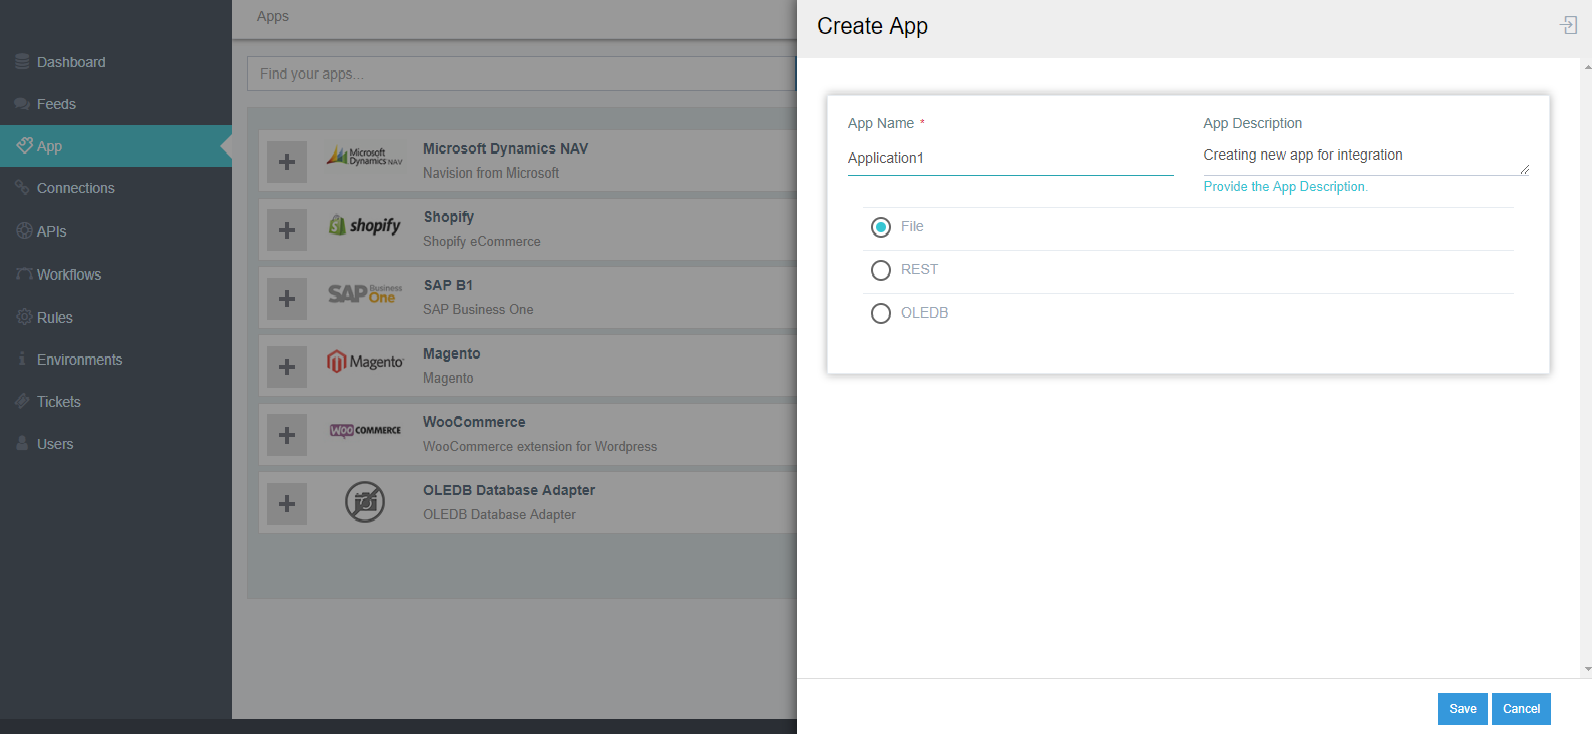 Apps
Create App
Dashboard
Feeds
App
Connections
APIs
Workflows
Rules
Environments
Tickets
Users
Find your apps...
Microsoft
Dynamics NAV
Microsoft Dynamics NAV
Navision from Microsoft
shopify
Shopify
Shopify eCommerce
SAP Business One
SAP B1
SAP Business One
Magento
Magento
Magento
WOO COMMERCE
WooCommerce
WooCommerce extension for Wordpress
OLEDB Database Adapter
OLEDB Database Adapter
App Name *
Application1
App Description
Creating new app for integration
Provide the App Description.
File
REST
OLEDB
Save
Cancel